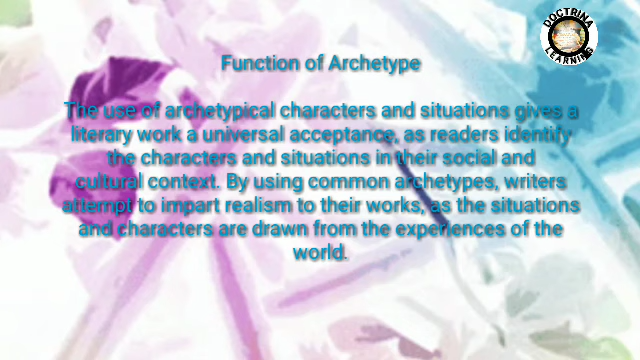 DOCTRINA
LEARNING
Function of Archetype
The use of archetypical characters and situations gives a
literary work a universal acceptance, as readers identify
the characters and situations in their social and
cultural context. By using common archetypes, writers
attempt to impart realism to their works, as the situations
and characters are drawn from the experiences of the
world.